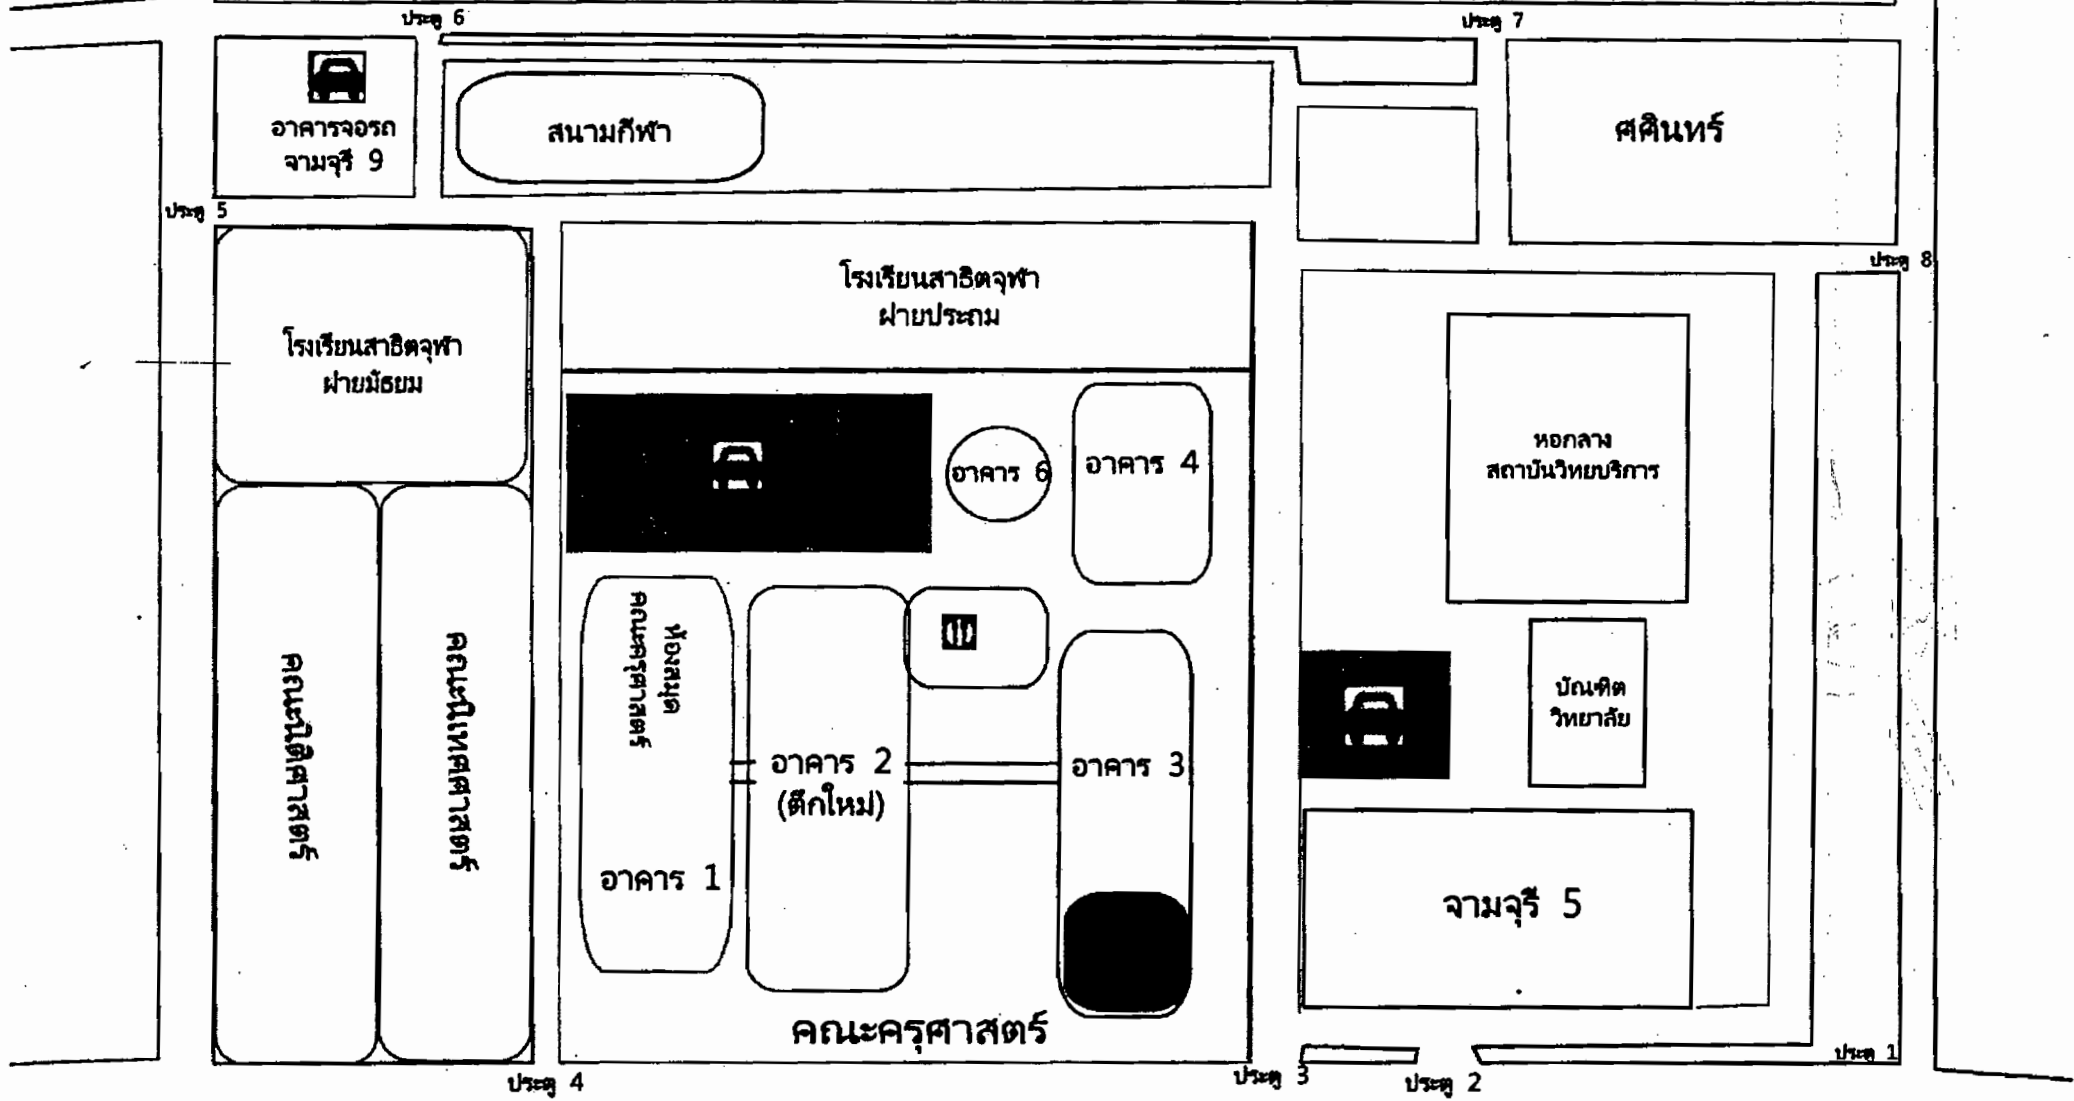 ประตู 6
ประตู 7
อาคารจอรถ
จามจุรี 9
สนามกีฬา
ศศินทร์
ประตู 5
ประตู 8
โรงเรียนสาธิตจุฬา
ฝ่ายประถม
โรงเรียนสาธิตจุฬา
ฝ่ายมัธยม
อาคาร 6
อาคาร 4
หอกลาง
สถาบันวิทยบริการ
ห้องสมุด
คณะครุศาสตร์
คณะนิติศาสตร์
คณะนิเทศศาสตร์
บัณฑิต
วิทยาลัย
อาคาร 2
(ตึกใหม่)
อาคาร 3
อาคาร 1
จามจุรี 5
คณะครุศาสตร์
ประตู 1
ประตู 4
ประตู 3
ประตู 2